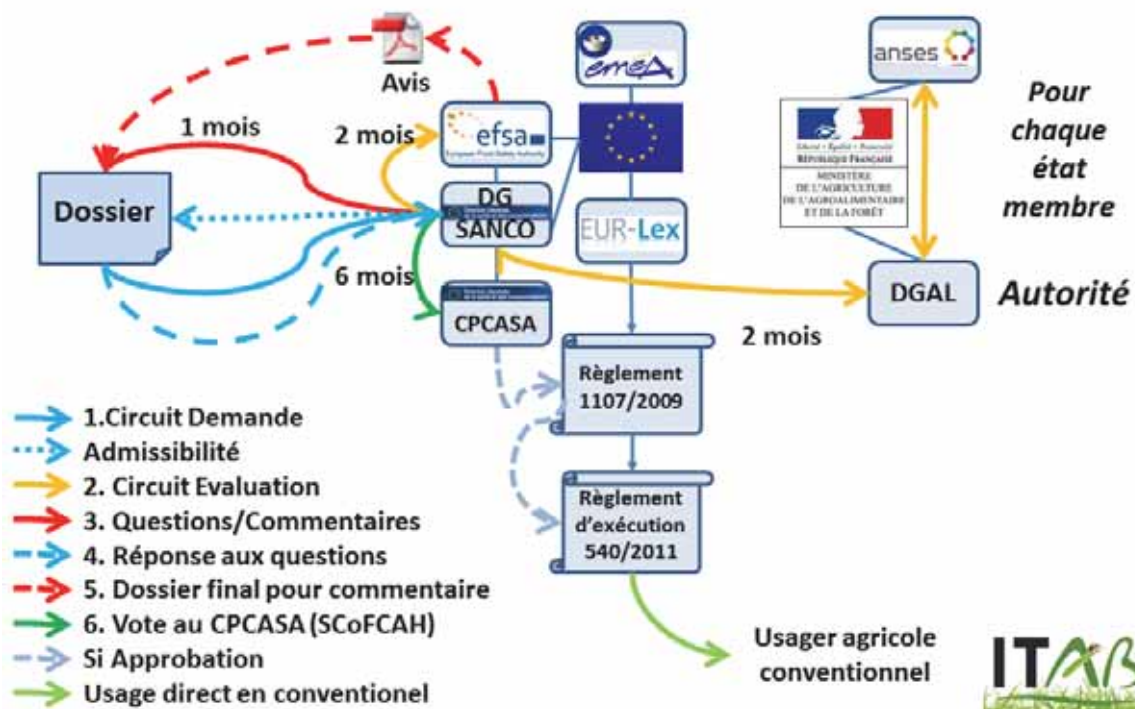 Avis
1 mois
2 mois
efsa
European Food Safety Authority
emeA
anses
Liberté • Égalité • Fraternité
RÉPUBLIQUE FRANÇAISE
MINISTÈRE
DE L'AGRICULTURE
DE L'AGROALIMENTAIRE
ET DE LA FORÊT
Pour
chaque
état
membre
Dossier
DG
SANCO
EUR-Lex
6 mois
CPCASA
DGAL
Autorité
2 mois
Règlement
1107/2009
Règlement
d'exécution
540/2011
1.Circuit Demande
Admissibilité
2. Circuit Evaluation
3. Questions/Commentaires
4. Réponse aux questions
5. Dossier final pour commentaire
6. Vote au CPCASA (SCoFCAH)
Si Approbation
Usage direct en conventionel
Usager agricole
conventionnel
ITAB